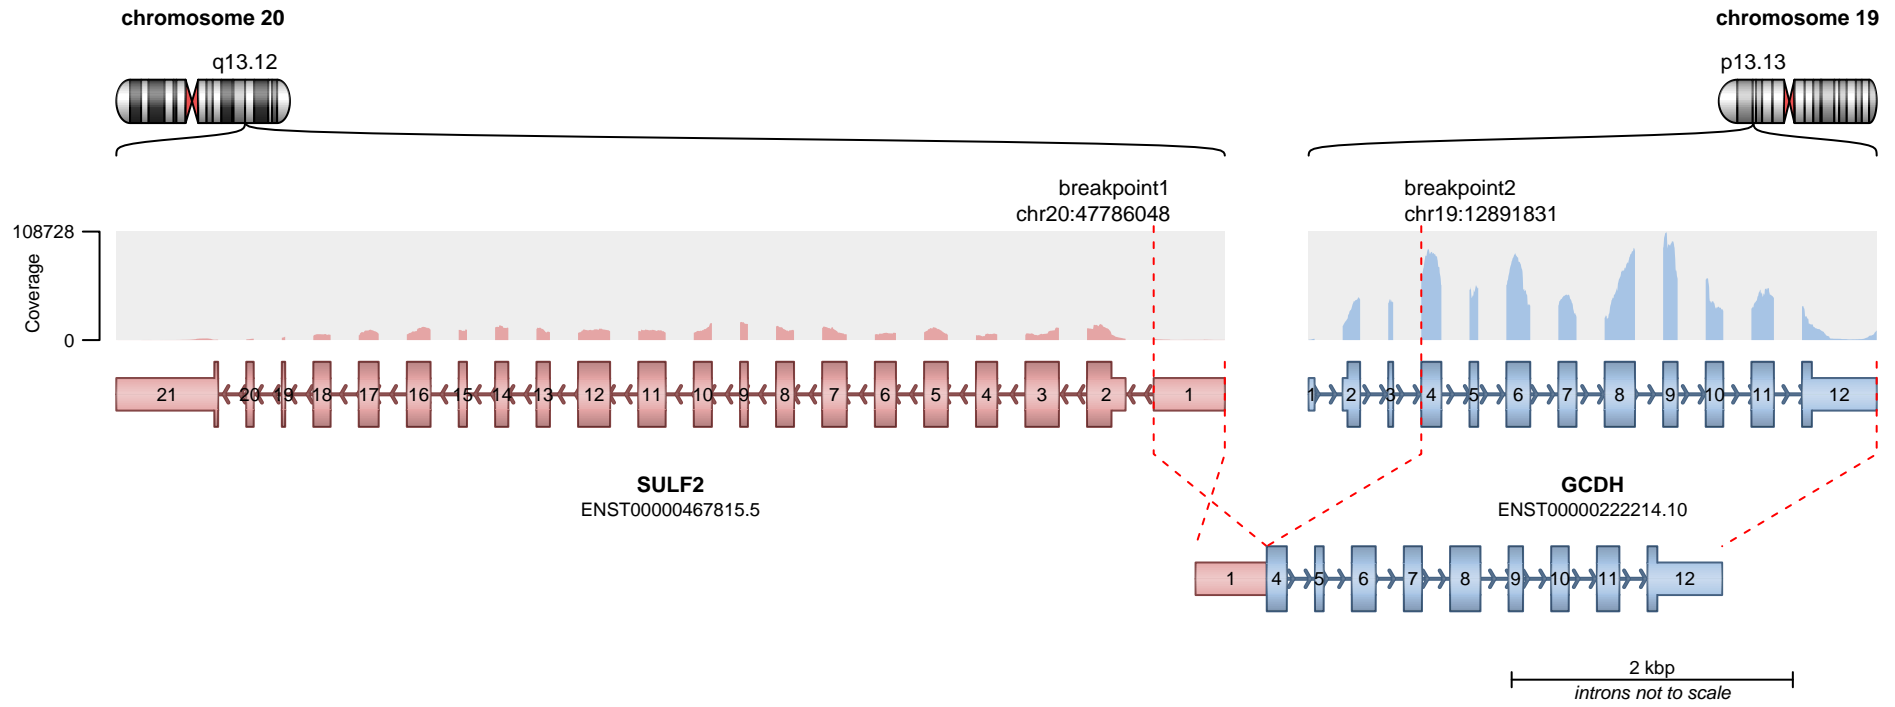 chromosome 20
chromosome 19
q13.12
p13.13
breakpoint1
chr20:47786048
breakpoint2
chr19:12891831
108728
Coverage
0
21 20 19 18 17 16 15 14 13 12 11 10 9 8 7 6 5 4 3 2 1
1 2 3 4 5 6 7 8 9 10 11 12
SULF2
ENST00000467815.5
GCDH
ENST00000222214.10
1 4 5 6 7 8 9 10 11 12
2 kbp
introns not to scale